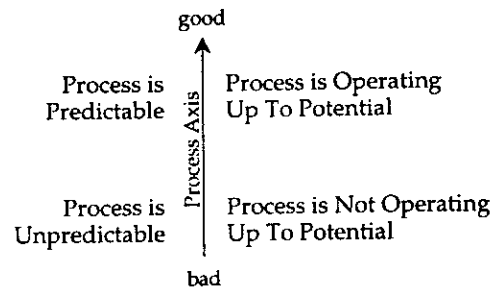 good
Process is
Predictable
Process Axis
Process is Operating
Up To Potential
Process is
Unpredictable
Process is Not Operating
Up To Potential
bad